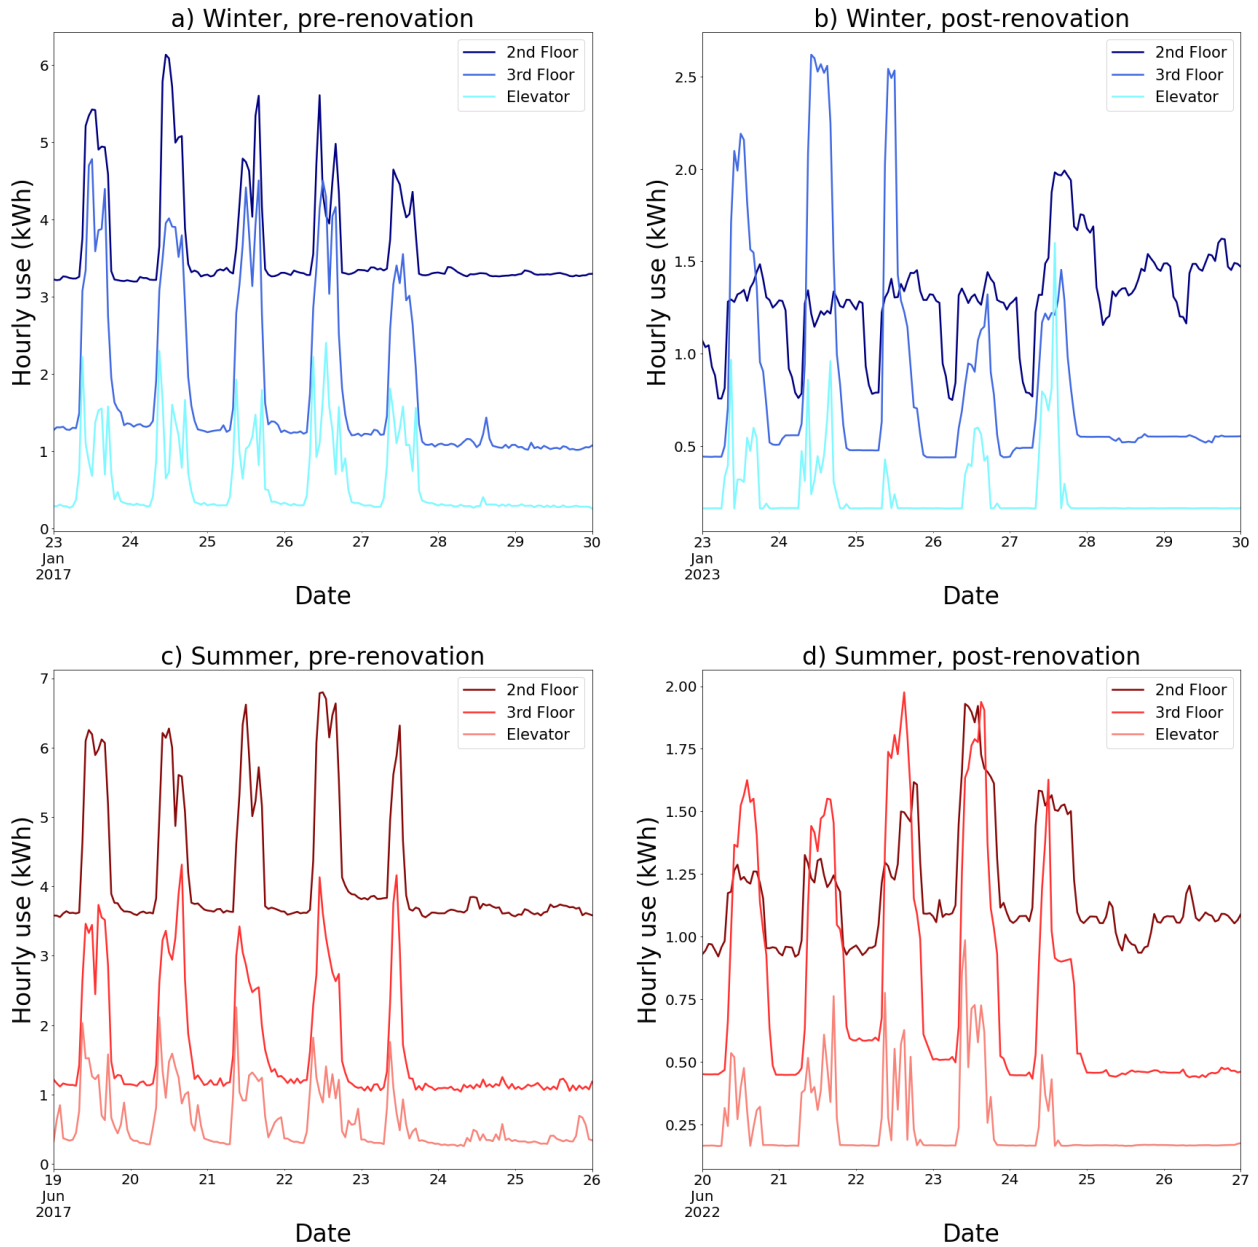 a) Winter, pre-renovation
Hourly use (kWh)
6
5
4
3
2
1
0
2nd Floor
3rd Floor
Elevator
23 24 25 26 27 28 29 30
Jan
2017
Date
b) Winter, post-renovation
Hourly use (kWh)
2.5
2.0
1.5
1.0
0.5
2nd Floor
3rd Floor
Elevator
23 24 25 26 27 28 29 30
Jan
2023
Date
c) Summer, pre-renovation
Hourly use (kWh)
7
6
5
4
3
2
1
0
2nd Floor
3rd Floor
Elevator
19 20 21 22 23 24 25 26
Jun
2017
Date
d) Summer, post-renovation
Hourly use (kWh)
2.00
1.75
1.50
1.25
1.00
0.75
0.50
0.25
2nd Floor
3rd Floor
Elevator
20 21 22 23 24 25 26 27
Jun
2022
Date